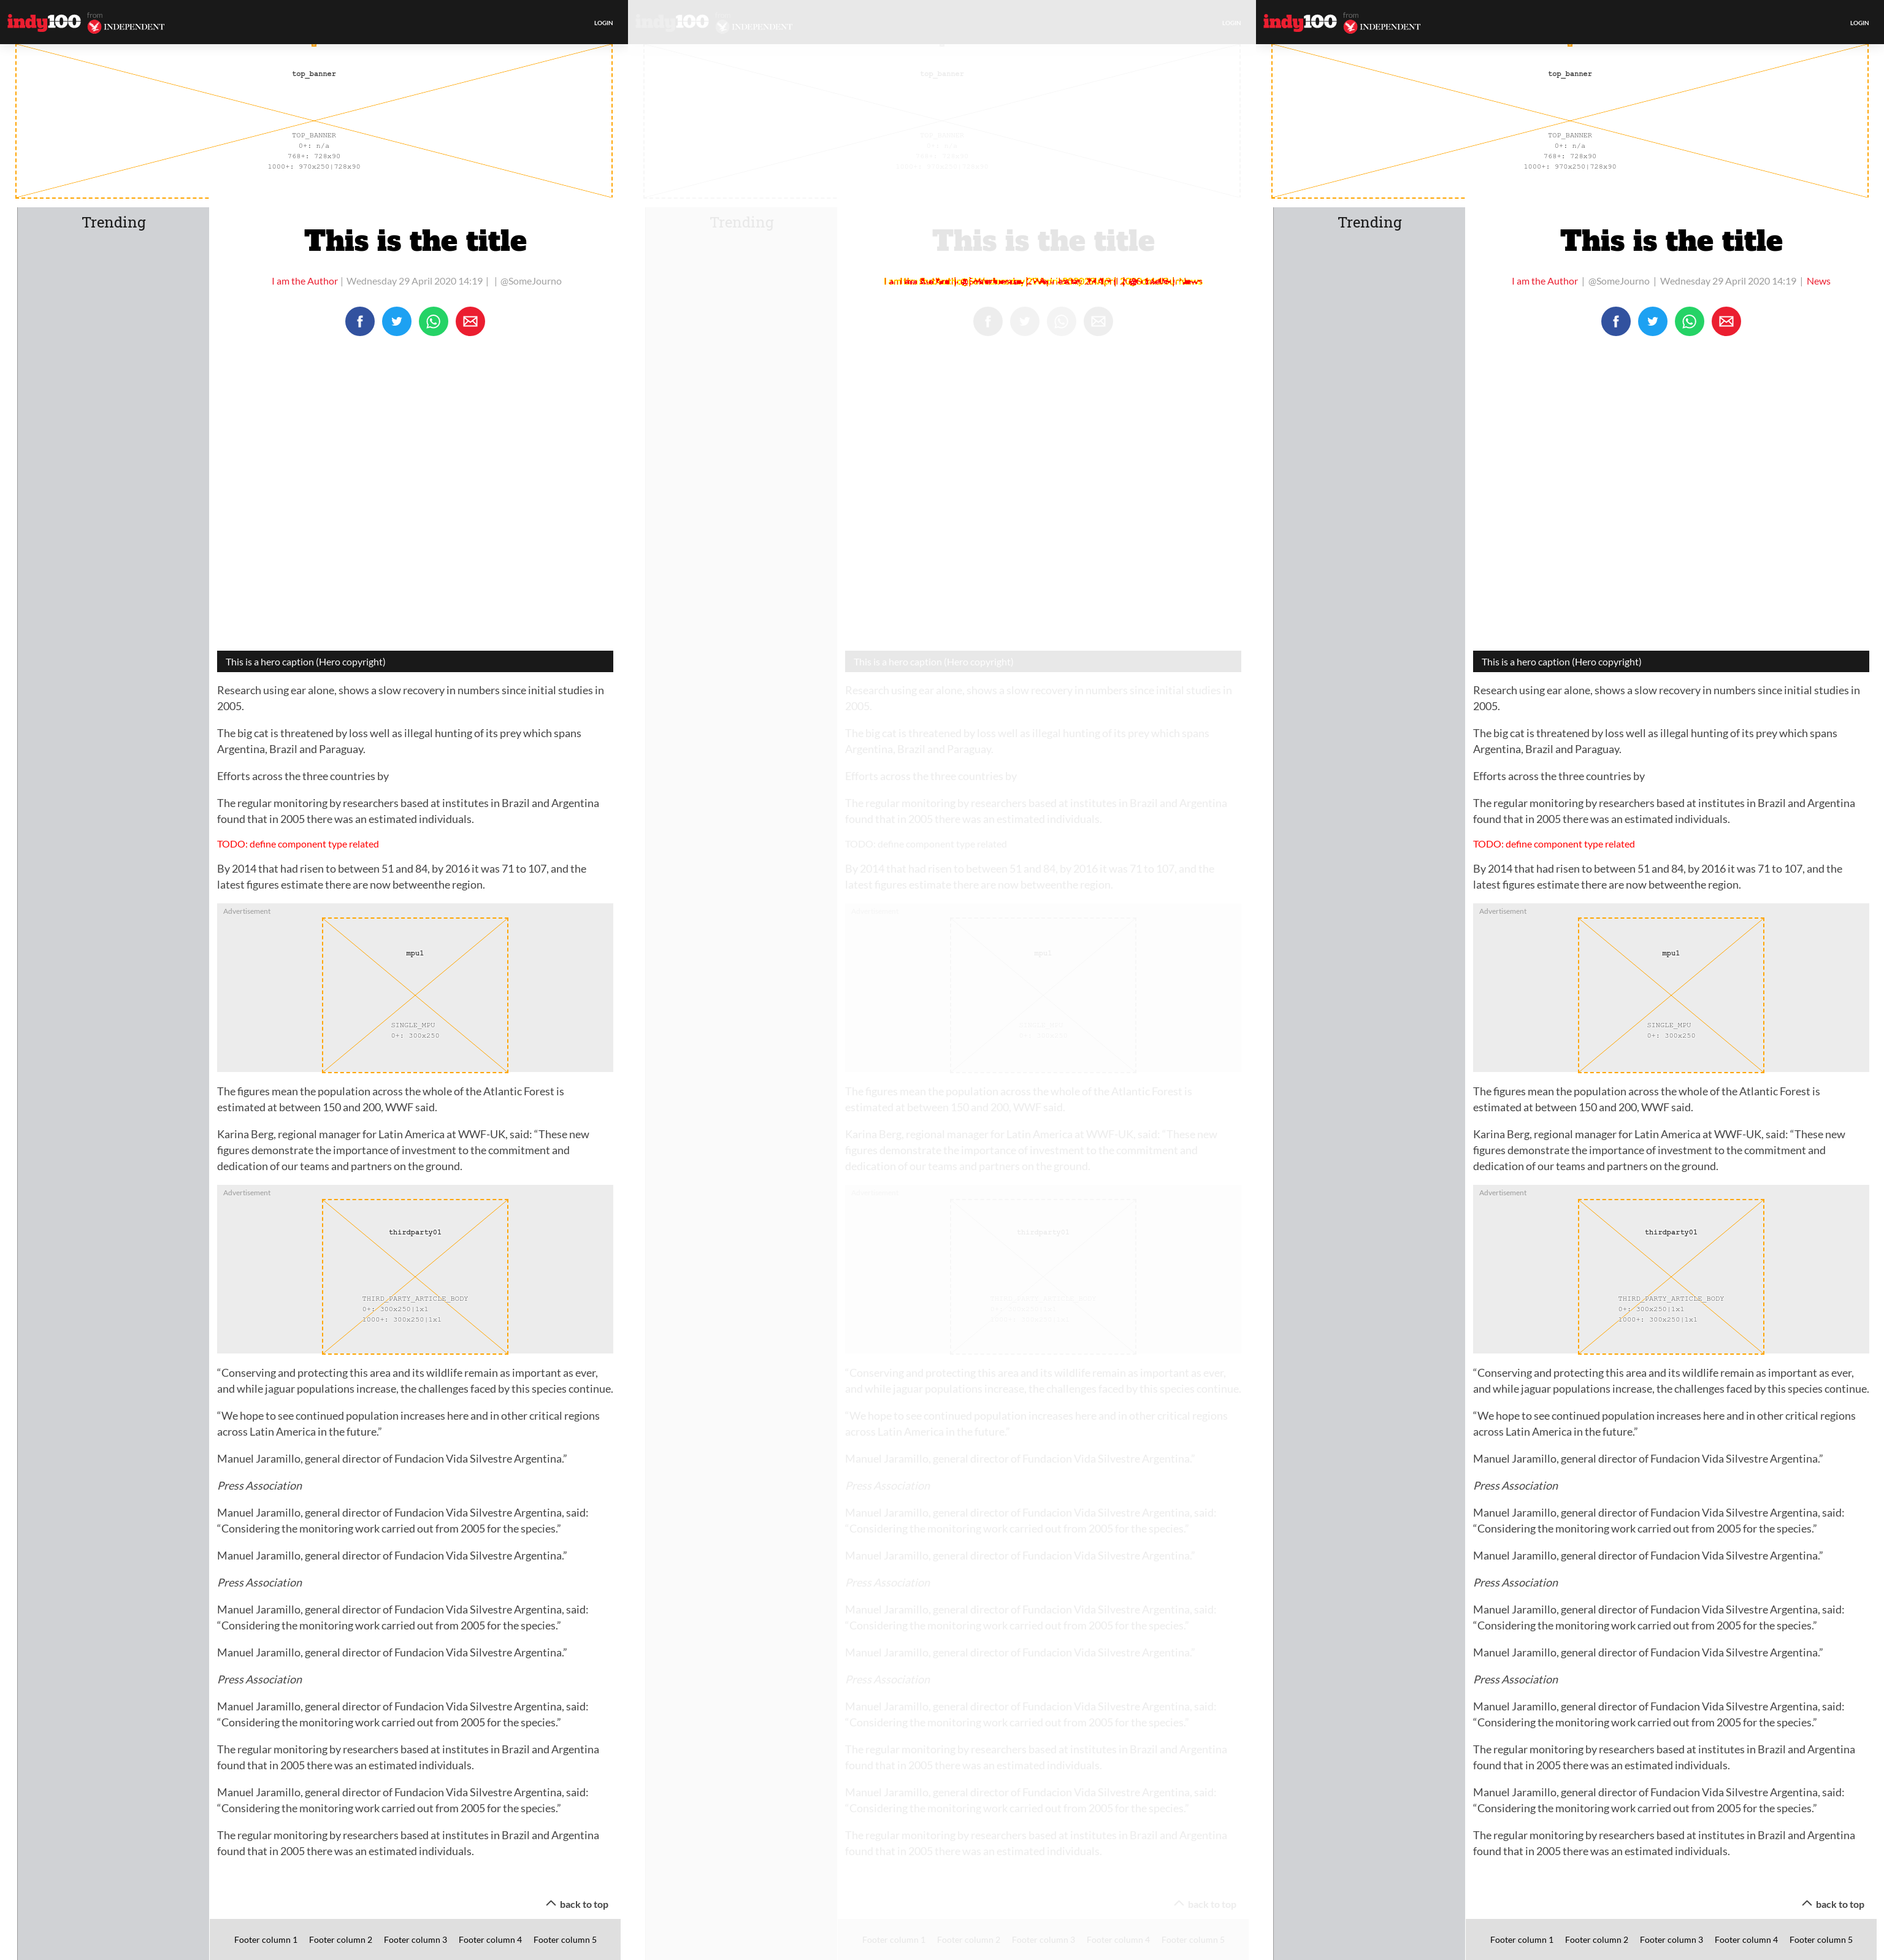 indy100 from INDEPENDENT
LOGIN
top_banner
TOP_BANNER
0+: n/a
768+: 728x90
1000+: 970x250|728x90
Trending
This is the title
I am the Author | Wednesday 29 April 2020 14:19 | | @SomeJourno
This is a hero caption (Hero copyright)
Research using ear alone, shows a slow recovery in numbers since initial studies in
2005.
The big cat is threatened by loss well as illegal hunting of its prey which spans
Argentina, Brazil and Paraguay.
Efforts across the three countries by
The regular monitoring by researchers based at institutes in Brazil and Argentina
found that in 2005 there was an estimated individuals.
TODO: define component type related
By 2014 that had risen to between 51 and 84, by 2016 it was 71 to 107, and the
latest figures estimate there are now betweenthe region.
Advertisement
mpu1
SINGLE_MPU
0+: 300x250
The figures mean the population across the whole of the Atlantic Forest is
estimated at between 150 and 200, WWF said.
Karina Berg, regional manager for Latin America at WWF-UK, said: “These new
figures demonstrate the importance of investment to the commitment and
dedication of our teams and partners on the ground.
Advertisement
thirdparty01
THIRD_PARTY_ARTICLE_BODY
0+: 300x250|1x1
1000+: 300x250|1x1
“Conserving and protecting this area and its wildlife remain as important as ever,
and while jaguar populations increase, the challenges faced by this species continue.
“We hope to see continued population increases here and in other critical regions
across Latin America in the future.”
Manuel Jaramillo, general director of Fundacion Vida Silvestre Argentina.”
Press Association
Manuel Jaramillo, general director of Fundacion Vida Silvestre Argentina, said:
“Considering the monitoring work carried out from 2005 for the species.”
Manuel Jaramillo, general director of Fundacion Vida Silvestre Argentina.”
Press Association
Manuel Jaramillo, general director of Fundacion Vida Silvestre Argentina, said:
“Considering the monitoring work carried out from 2005 for the species.”
Manuel Jaramillo, general director of Fundacion Vida Silvestre Argentina.”
Press Association
Manuel Jaramillo, general director of Fundacion Vida Silvestre Argentina, said:
“Considering the monitoring work carried out from 2005 for the species.”
The regular monitoring by researchers based at institutes in Brazil and Argentina
found that in 2005 there was an estimated individuals.
Manuel Jaramillo, general director of Fundacion Vida Silvestre Argentina, said:
“Considering the monitoring work carried out from 2005 for the species.”
The regular monitoring by researchers based at institutes in Brazil and Argentina
found that in 2005 there was an estimated individuals.
back to top
Footer column 1 Footer column 2 Footer column 3 Footer column 4 Footer column 5
INDEPENDENT
LOGIN
top_banner
Trending
This is the title
This is a hero caption (Hero copyright)
Research using ear alone, shows a slow recovery in numbers since initial studies in
2005.
The big cat is threatened by loss well as illegal hunting of its prey which spans
Argentina, Brazil and Paraguay.
Efforts across the three countries by
The regular monitoring by researchers based at institutes in Brazil and Argentina
found that in 2005 there was an estimated individuals.
TODO: define component type related
By 2014 that had risen to between 51 and 84, by 2016 it was 71 to 107, and the
latest figures estimate there are now betweenthe region.
mpu1
The figures mean the population across the whole of the Atlantic Forest is
estimated at between 150 and 200, WWF said.
Karina Berg, regional manager for Latin America at WWF-UK, said: “These new
figures demonstrate the importance of investment to the commitment and
dedication of our teams and partners on the ground.
thirdparty01
“Conserving and protecting this area and its wildlife remain as important as ever,
and while jaguar populations increase, the challenges faced by this species continue.
“We hope to see continued population increases here and in other critical regions
across Latin America in the future.”
Manuel Jaramillo, general director of Fundacion Vida Silvestre Argentina.”
Press Association
Manuel Jaramillo, general director of Fundacion Vida Silvestre Argentina, said:
“Considering the monitoring work carried out from 2005 for the species.”
Manuel Jaramillo, general director of Fundacion Vida Silvestre Argentina.”
Press Association
Manuel Jaramillo, general director of Fundacion Vida Silvestre Argentina, said:
“Considering the monitoring work carried out from 2005 for the species.”
Manuel Jaramillo, general director of Fundacion Vida Silvestre Argentina.”
Press Association
Manuel Jaramillo, general director of Fundacion Vida Silvestre Argentina, said:
“Considering the monitoring work carried out from 2005 for the species.”
The regular monitoring by researchers based at institutes in Brazil and Argentina
found that in 2005 there was an estimated individuals.
Manuel Jaramillo, general director of Fundacion Vida Silvestre Argentina, said:
“Considering the monitoring work carried out from 2005 for the species.”
The regular monitoring by researchers based at institutes in Brazil and Argentina
found that in 2005 there was an estimated individuals.
back to top
Footer column 1 Footer column 2 Footer column 3 Footer column 4 Footer column 5
indy100 from INDEPENDENT
LOGIN
top_banner
TOP_BANNER
0+: n/a
768+: 728x90
1000+: 970x250|728x90
Trending
This is the title
I am the Author | @SomeJourno | Wednesday 29 April 2020 14:19 | News
This is a hero caption (Hero copyright)
Research using ear alone, shows a slow recovery in numbers since initial studies in
2005.
The big cat is threatened by loss well as illegal hunting of its prey which spans
Argentina, Brazil and Paraguay.
Efforts across the three countries by
The regular monitoring by researchers based at institutes in Brazil and Argentina
found that in 2005 there was an estimated individuals.
TODO: define component type related
By 2014 that had risen to between 51 and 84, by 2016 it was 71 to 107, and the
latest figures estimate there are now betweenthe region.
Advertisement
mpu1
SINGLE_MPU
0+: 300x250
The figures mean the population across the whole of the Atlantic Forest is
estimated at between 150 and 200, WWF said.
Karina Berg, regional manager for Latin America at WWF-UK, said: “These new
figures demonstrate the importance of investment to the commitment and
dedication of our teams and partners on the ground.
Advertisement
thirdparty01
THIRD_PARTY_ARTICLE_BODY
0+: 300x250|1x1
1000+: 300x250|1x1
“Conserving and protecting this area and its wildlife remain as important as ever,
and while jaguar populations increase, the challenges faced by this species continue.
“We hope to see continued population increases here and in other critical regions
across Latin America in the future.”
Manuel Jaramillo, general director of Fundacion Vida Silvestre Argentina.”
Press Association
Manuel Jaramillo, general director of Fundacion Vida Silvestre Argentina, said:
“Considering the monitoring work carried out from 2005 for the species.”
Manuel Jaramillo, general director of Fundacion Vida Silvestre Argentina.”
Press Association
Manuel Jaramillo, general director of Fundacion Vida Silvestre Argentina, said:
“Considering the monitoring work carried out from 2005 for the species.”
Manuel Jaramillo, general director of Fundacion Vida Silvestre Argentina.”
Press Association
Manuel Jaramillo, general director of Fundacion Vida Silvestre Argentina, said:
“Considering the monitoring work carried out from 2005 for the species.”
The regular monitoring by researchers based at institutes in Brazil and Argentina
found that in 2005 there was an estimated individuals.
Manuel Jaramillo, general director of Fundacion Vida Silvestre Argentina, said:
“Considering the monitoring work carried out from 2005 for the species.”
The regular monitoring by researchers based at institutes in Brazil and Argentina
found that in 2005 there was an estimated individuals.
back to top
Footer column 1 Footer column 2 Footer column 3 Footer column 4 Footer column 5